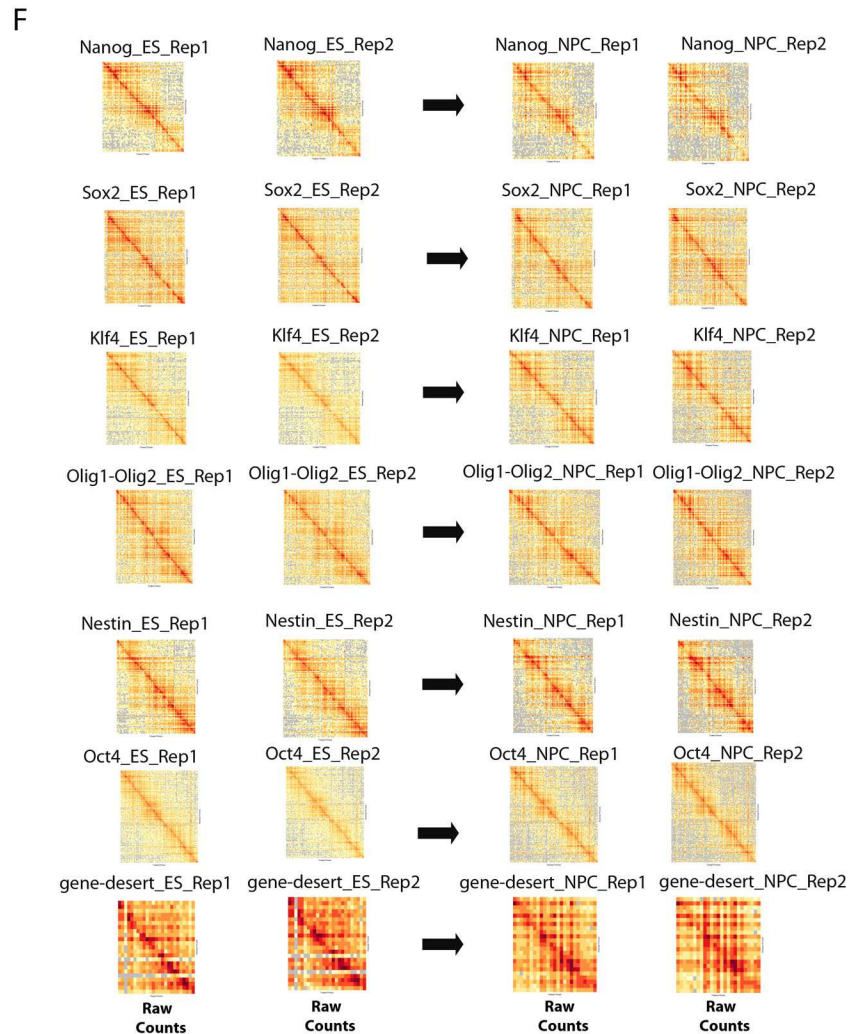 F
Nanog_ES_Rep1 Nanog_ES_Rep2 Nanog_NPC_Rep1 Nanog_NPC_Rep2
Sox2_ES_Rep1 Sox2_ES_Rep2 Sox2_NPC_Rep1 Sox2_NPC_Rep2
Klf4_ES_Rep1 Klf4_ES_Rep2 Klf4_NPC_Rep1 Klf4_NPC_Rep2
Olig1-Olig2_ES_Rep1 Olig1-Olig2_ES_Rep2 Olig1-Olig2_NPC_Rep1 Olig1-Olig2_NPC_Rep2
Nestin_ES_Rep1 Nestin_ES_Rep2 Nestin_NPC_Rep1 Nestin_NPC_Rep2
Oct4_ES_Rep1 Oct4_ES_Rep2 Oct4_NPC_Rep1 Oct4_NPC_Rep2
gene-desert_ES_Rep1 gene-desert_ES_Rep2 gene-desert_NPC_Rep1 gene-desert_NPC_Rep2
Raw Raw Raw Raw
Counts Counts Counts Counts